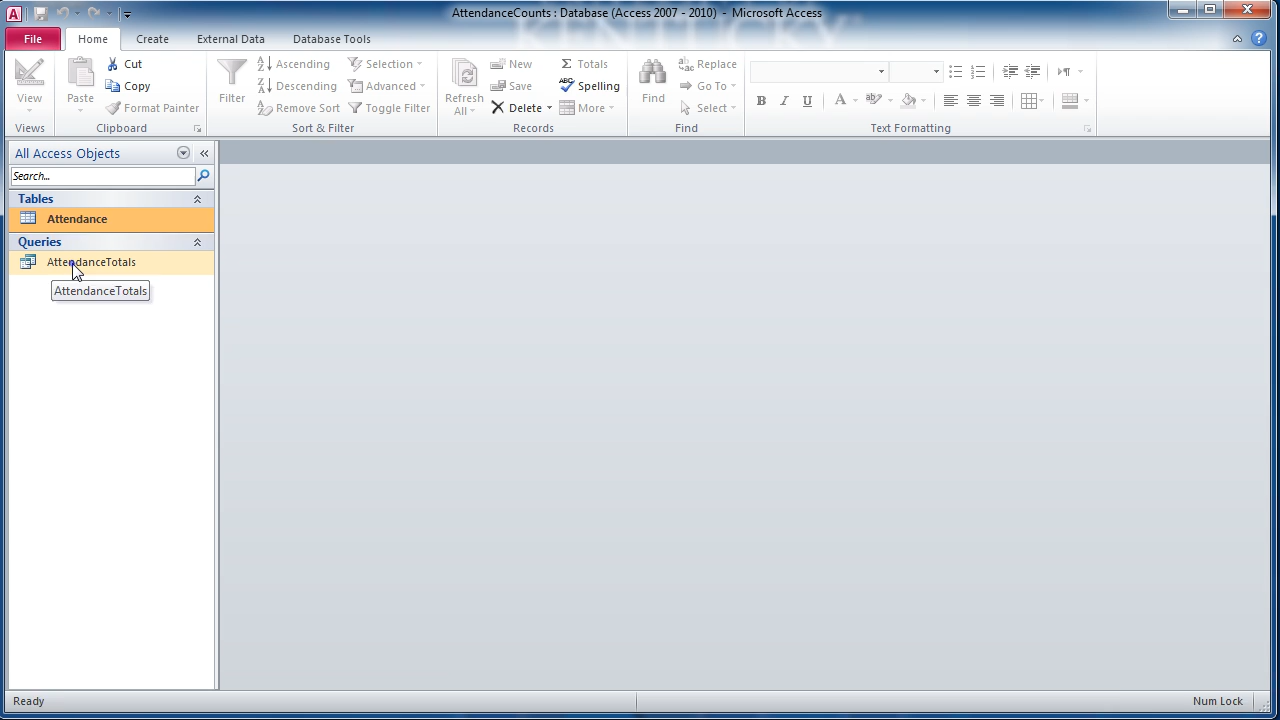 AttendanceCounts : Database (Access 2007 - 2010)  -  Microsoft Access
File Home Create External Data Database Tools
View
Views
Paste
Cut
Copy
Format Painter
Clipboard
Filter
Ascending
Descending
Remove Sort
Selection
Advanced
Toggle Filter
Sort & Filter
Refresh
All
New
Save
Delete
Totals
Spelling
More
Records
Find
Replace
Go To
Select
Find
B I U A ab
Text Formatting
All Access Objects
Search...
Tables
Attendance
Queries
AttendanceTotals
AttendanceTotals
Ready
Num Lock